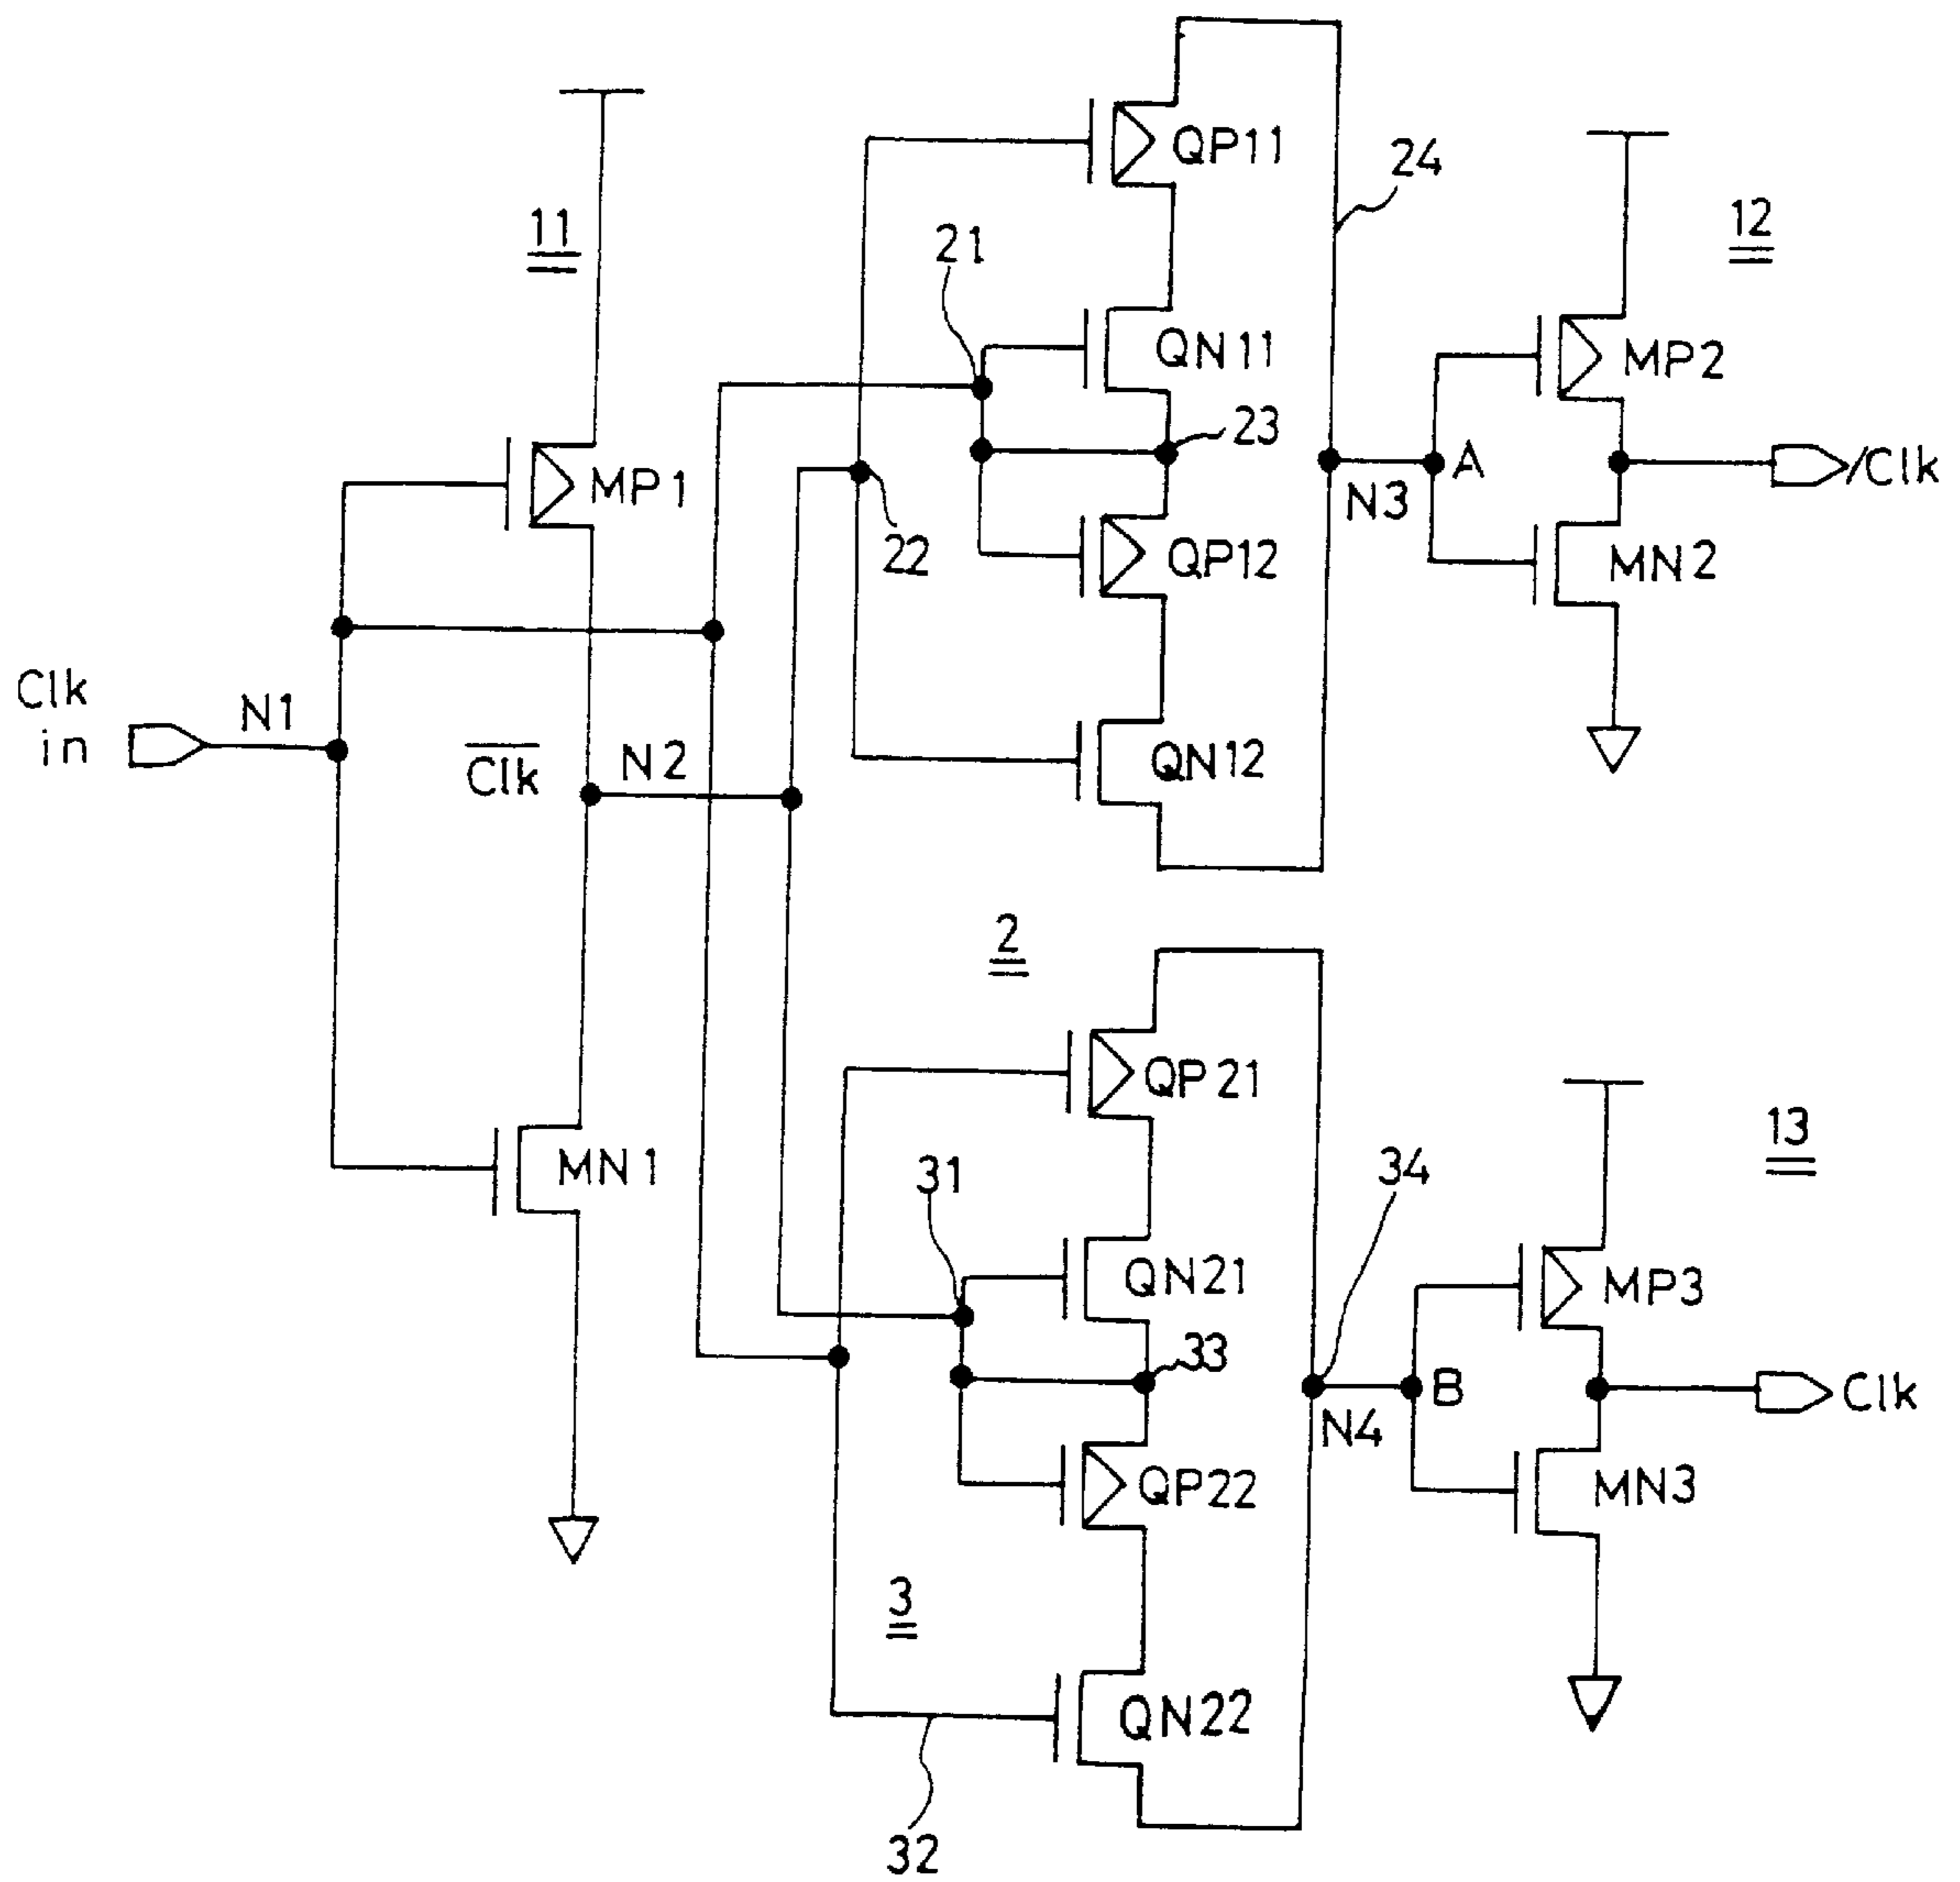 QP11
24
11
12
21
QN11
MP2
23
/Clk
A
MP1
N3
22
QP12
MN2
Clk
in
N1
Clk
N2
QN12
2
QP21
13
34
MN1
31
QN21
MP3
33
B
Clk
N4
QP22
MN3
3
QN22
32